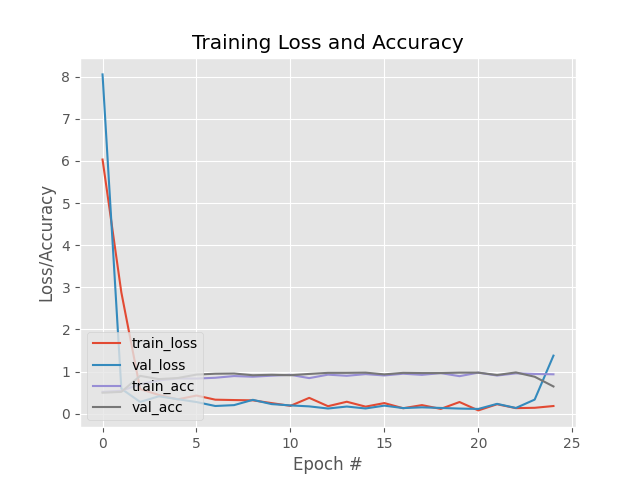 Training Loss and Accuracy
Loss/Accuracy
8
7
6
5
4
3
2
1
0
train_loss
val_loss
train_acc
val_acc
0 5 10 15 20 25
Epoch #